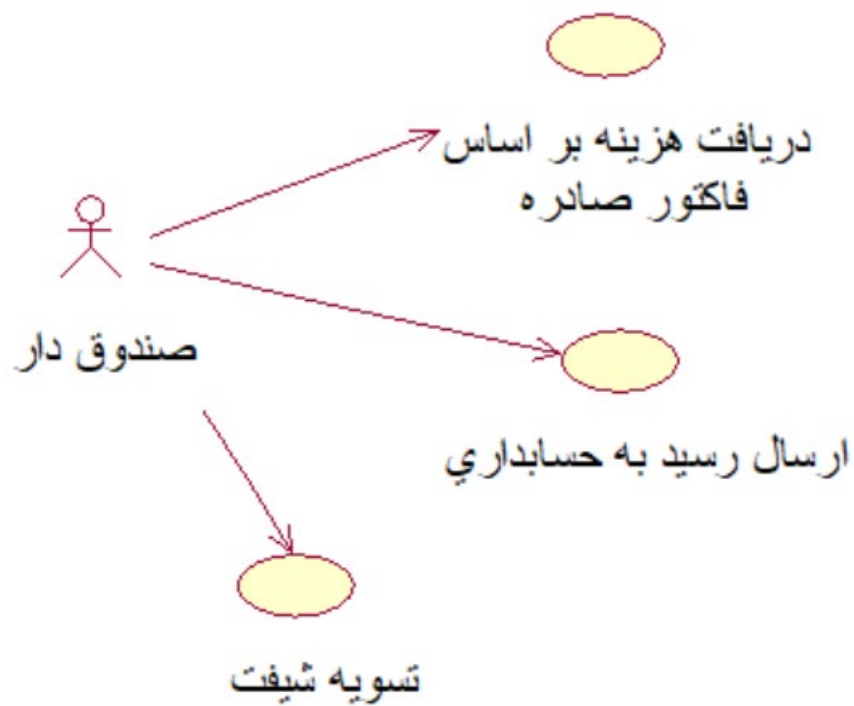 دریافت هزینه بر اساس
فاکتور صادره
صندوق دار
ارسال رسید به حسابداري
تسویه شیفت